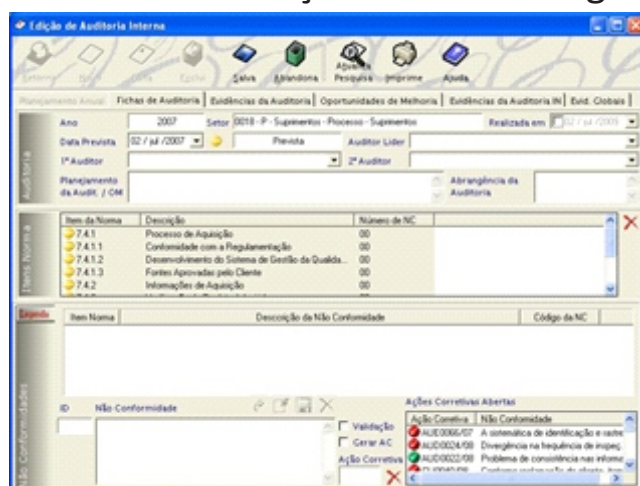 Edição de Auditoria Interna
Salva Abandona Pesquisa Imprime Ajuda
Planejamento Anual Fichas de Auditoria Evidências da Auditoria Oportunidades de Melhoria Evidências da Auditoria IN Evid. Globais
Ano 2007 Setor 0018 - P - Suprimentos - Processo - Suprimentos Realizada em
Data Prevista 02 / jul /2007 Prevista Auditor Lider
1º Auditor 2º Auditor
Planejamento da Audit. / OM Abrangência da Auditoria
Auditoria
Item da Norma Descrição Número de NC
7.4.1 Processo de Aquisição 00
7.4.1.1 Conformidade com a Regulamentação 00
7.4.1.2 Desenvolvimento do Sistema de Gestão da Qualida... 00
7.4.1.3 Fontes Aprovadas pelo Cliente 00
7.4.2 Informações de Aquisição 00
Itens Norma
Legenda
Item Norma Descrição da Não Conformidade Código da NC
Não Conformidades
ID Não Conformidade
Validação
Gerar AC
Ação Corretiva
Ações Corretivas Abertas
Ação Corretiva Não Conformidade
AUD0066/07 A sistemática de identificação e rastre
AUD0024/08 Divergência na frequência de inspeç
AUD0022/08 Problema de consistência nas informa